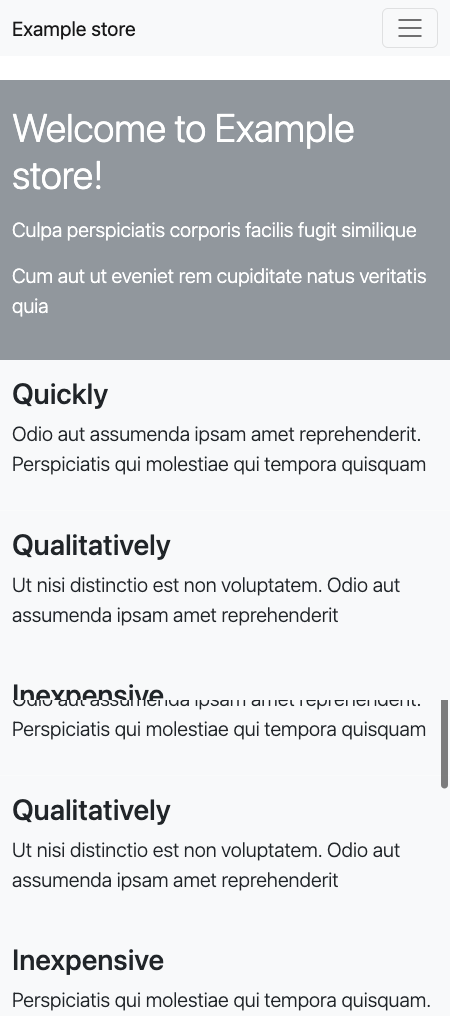 Example store
Welcome to Example
store!
Culpa perspiciatis corporis facilis fugit similique
Cum aut ut eveniet rem cupiditate natus veritatis
quia
Quickly
Odio aut assumenda ipsam amet reprehenderit.
Perspiciatis qui molestiae qui tempora quisquam
Qualitatively
Ut nisi distinctio est non voluptatem. Odio aut
assumenda ipsam amet reprehenderit
Inexpensive
Odio aut assumenda ipsam amet reprehenderit.
Perspiciatis qui molestiae qui tempora quisquam
Qualitatively
Ut nisi distinctio est non voluptatem. Odio aut
assumenda ipsam amet reprehenderit
Inexpensive
Perspiciatis qui molestiae qui tempora quisquam.